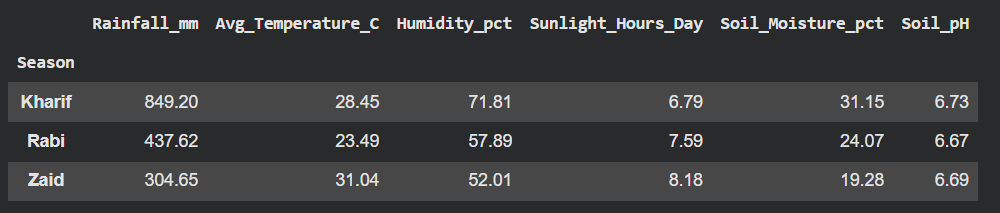 Rainfall_mm Avg_Temperature_C Humidity_pct Sunlight_Hours_Day Soil_Moisture_pct Soil_pH
Season
Kharif 849.20 28.45 71.81 6.79 31.15 6.73
Rabi 437.62 23.49 57.89 7.59 24.07 6.67
Zaid 304.65 31.04 52.01 8.18 19.28 6.69